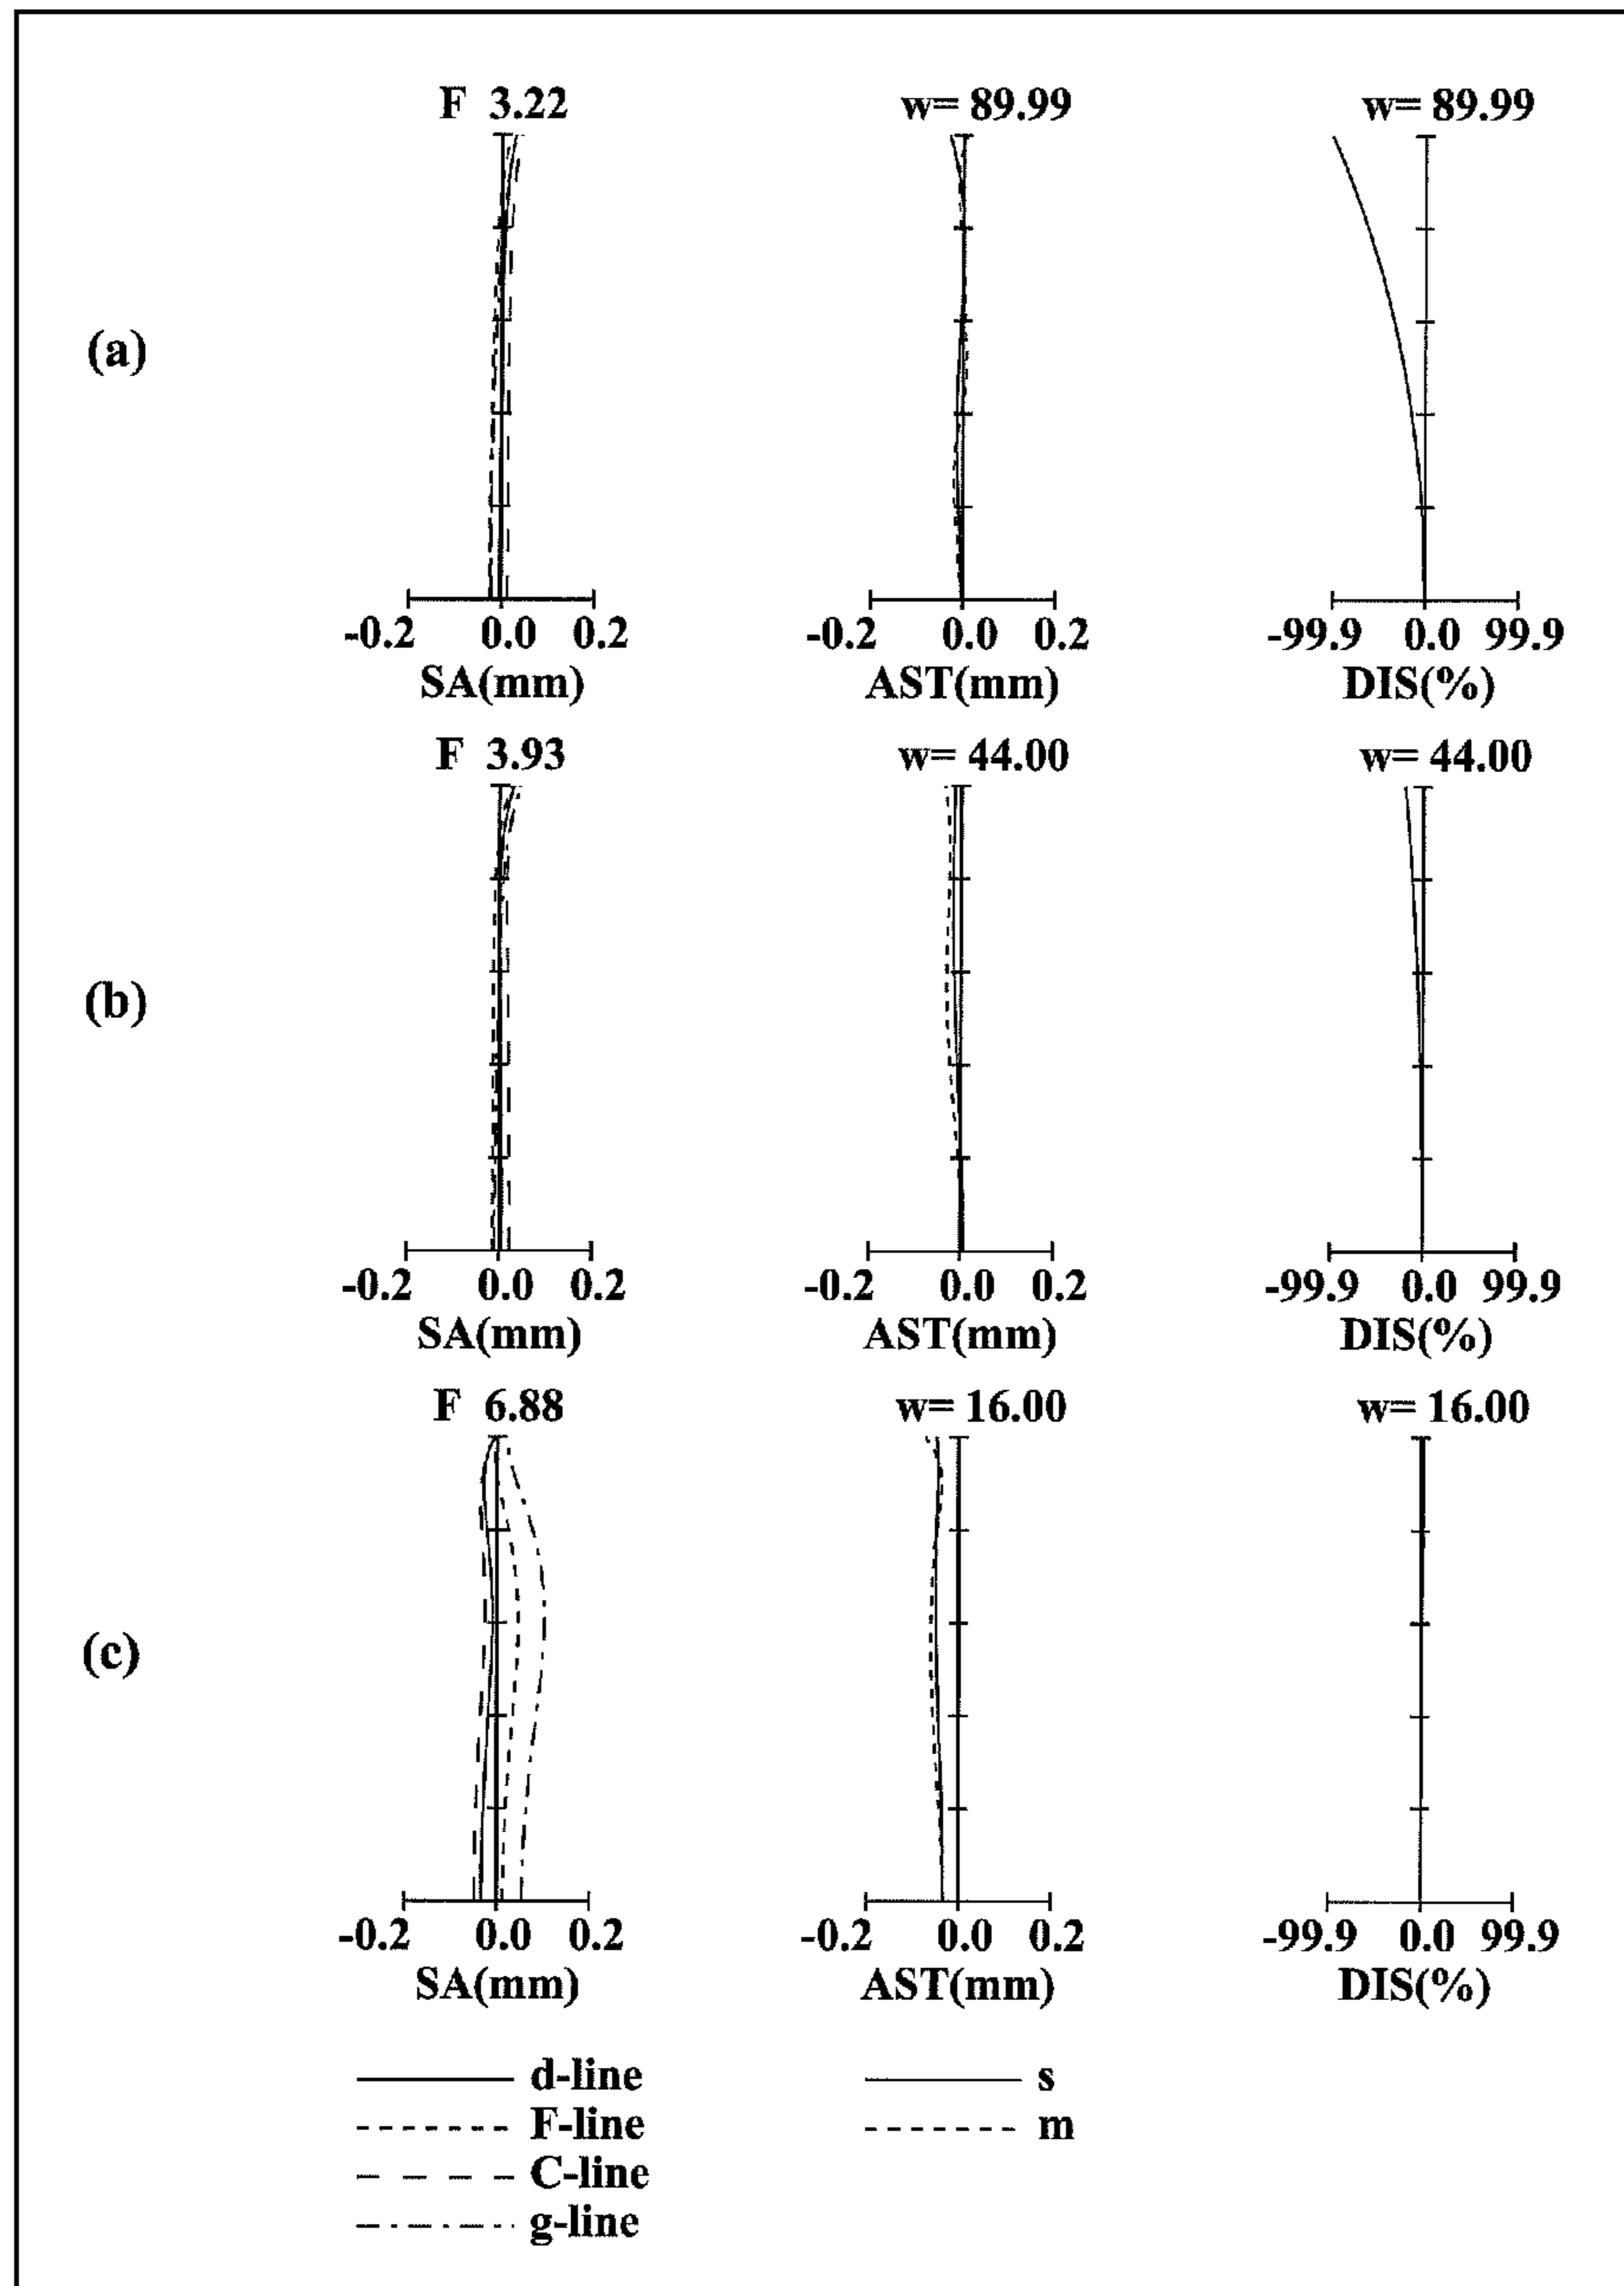 F 3.22 w= 89.99 w= 89.99
(a)
-0.2 0.0 0.2 -0.2 0.0 0.2 -99.9 0.0 99.9
SA(mm) AST(mm) DIS(%)
F 3.93 w= 44.00 w= 44.00
(b)
-0.2 0.0 0.2 -0.2 0.0 0.2 -99.9 0.0 99.9
SA(mm) AST(mm) DIS(%)
F 6.88 w= 16.00 w= 16.00
(c)
-0.2 0.0 0.2 -0.2 0.0 0.2 -99.9 0.0 99.9
SA(mm) AST(mm) DIS(%)
d-line s
F-line m
C-line
g-line